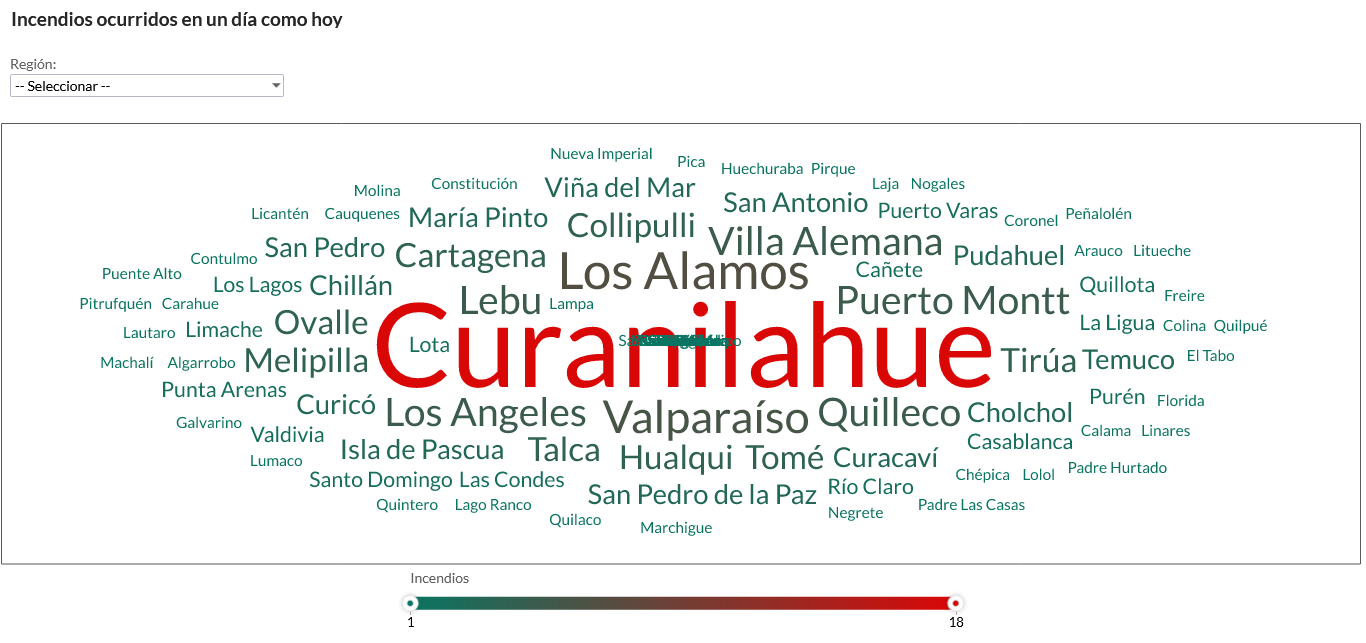 Incendios ocurridos en un día como hoy
Región:
-- Seleccionar --
Nueva Imperial
Pica
Huechuraba
Pirque
Molina
Constitución
Viña del Mar
Laja
Nogales
Licantén
Cauquenes
María Pinto
Collipulli
San Antonio
Puerto Varas
Coronel
Peñalolén
Contulmo
San Pedro
Cartagena
Villa Alemana
Pudahuel
Arauco
Litueche
Puente Alto
Los Lagos
Chillán
Los Alamos
Cañete
Quillota
Freire
Pitrufquén
Carahue
Lebu
Lampa
Puerto Montt
Lautaro
Limache
Ovalle
Curanilahue
La Ligua
Colina
Quilpué
Lota
Machalí
Algarrobo
Melipilla
Tirúa
Temuco
El Tabo
Punta Arenas
Curicó
Los Angeles
Valparaíso
Quilleco
Cholchol
Purén
Florida
Galvarino
Valdivia
Isla de Pascua
Talca
Hualqui
Tomé
Curacaví
Casablanca
Calama
Linares
Lumaco
Santo Domingo
Las Condes
San Pedro de la Paz
Río Claro
Chépica
Lolol
Padre Hurtado
Quintero
Lago Ranco
Quilaco
Marchigue
Negrete
Padre Las Casas
Incendios
1
18